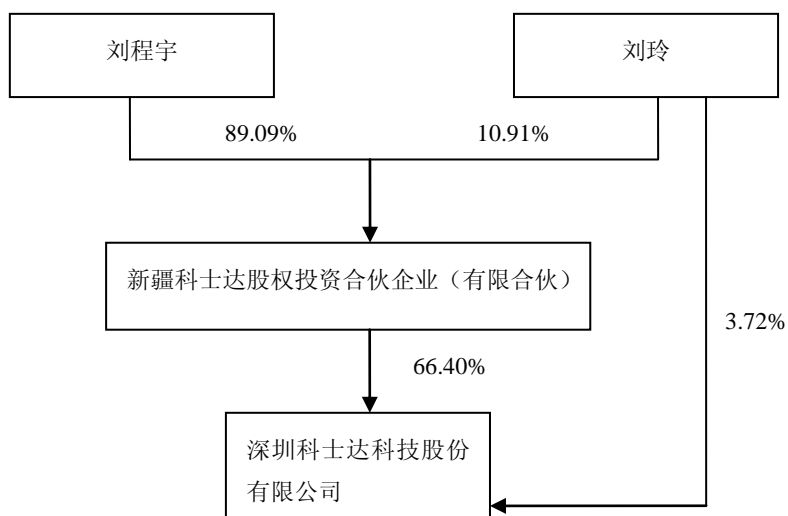 刘程宇
刘玲
89.09%
10.91%
新疆科士达股权投资合伙企业（有限合伙）
3.72%
66.40%
深圳科士达科技股份
有限公司